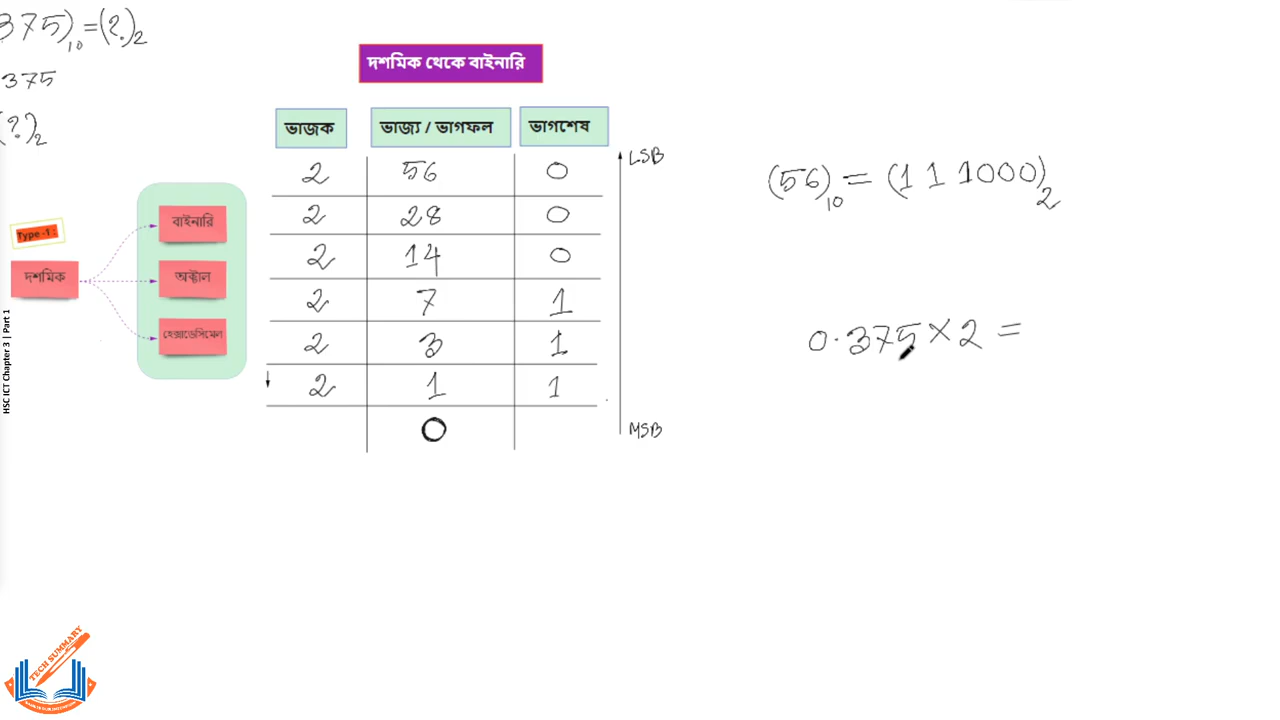 375)₁₀ = (?)₂
375
(?)₂
দশমিক থেকে বাইনারি
ভাজক ভাজ্য / ভাগফল ভাগশেষ
2 56 0 LSB
2 28 0
2 14 0
2 7 1
2 3 1
2 1 1
0 MSB
(56)₁₀ = (111000)₂
0.375 × 2 =
Type -1 :
দশমিক
বাইনারি
অক্টাল
হেক্সাডেসিমেল
HSC ICT Chapter 3 | Part 1
TECH SUMMARY